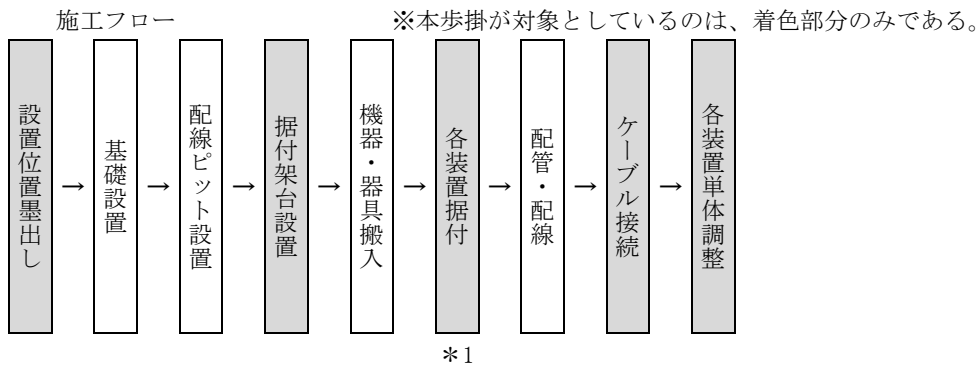 施工フロー
※本歩掛が対象としているのは、着色部分のみである。
設置位置墨出し
→
基礎設置
→
配線ピット設置
→
据付架台設置
→
機器・器具搬入
→
各装置据付
→
配管・配線
→
ケーブル接続
→
各装置単体調整
＊1